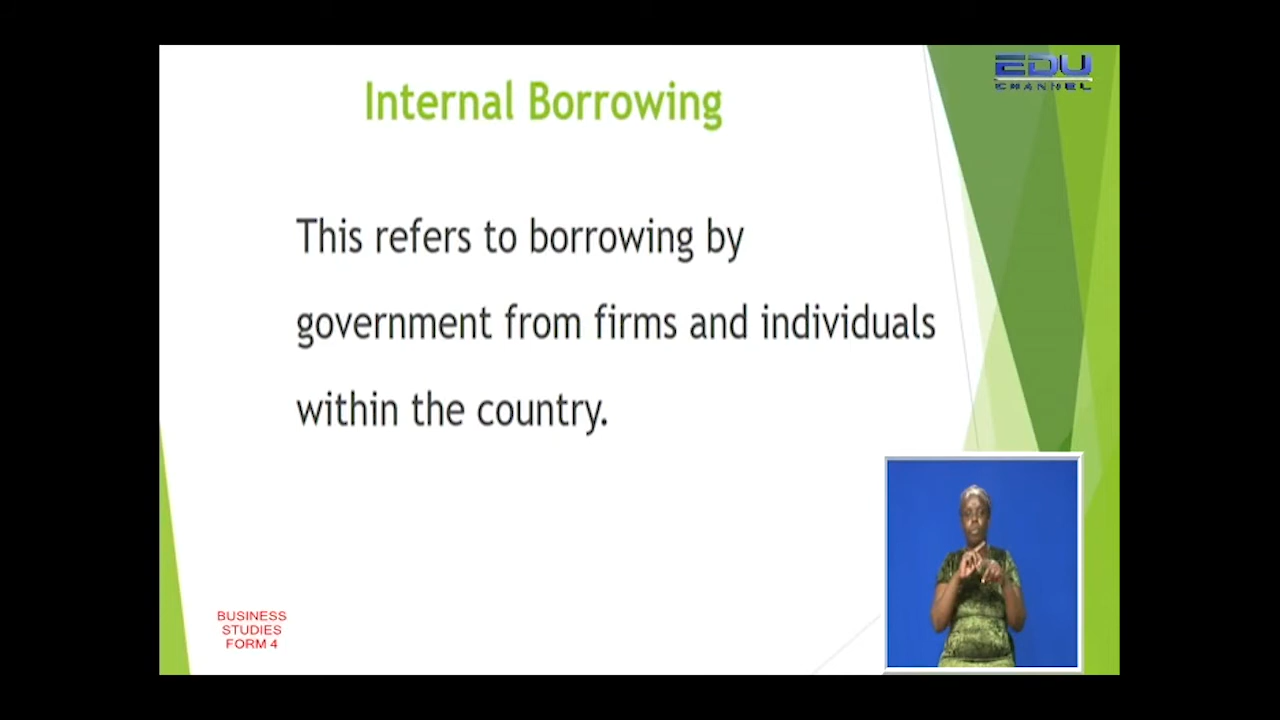 EDU
CHANNEL
Internal Borrowing
This refers to borrowing by
government from firms and individuals
within the country.
BUSINESS
STUDIES
FORM 4